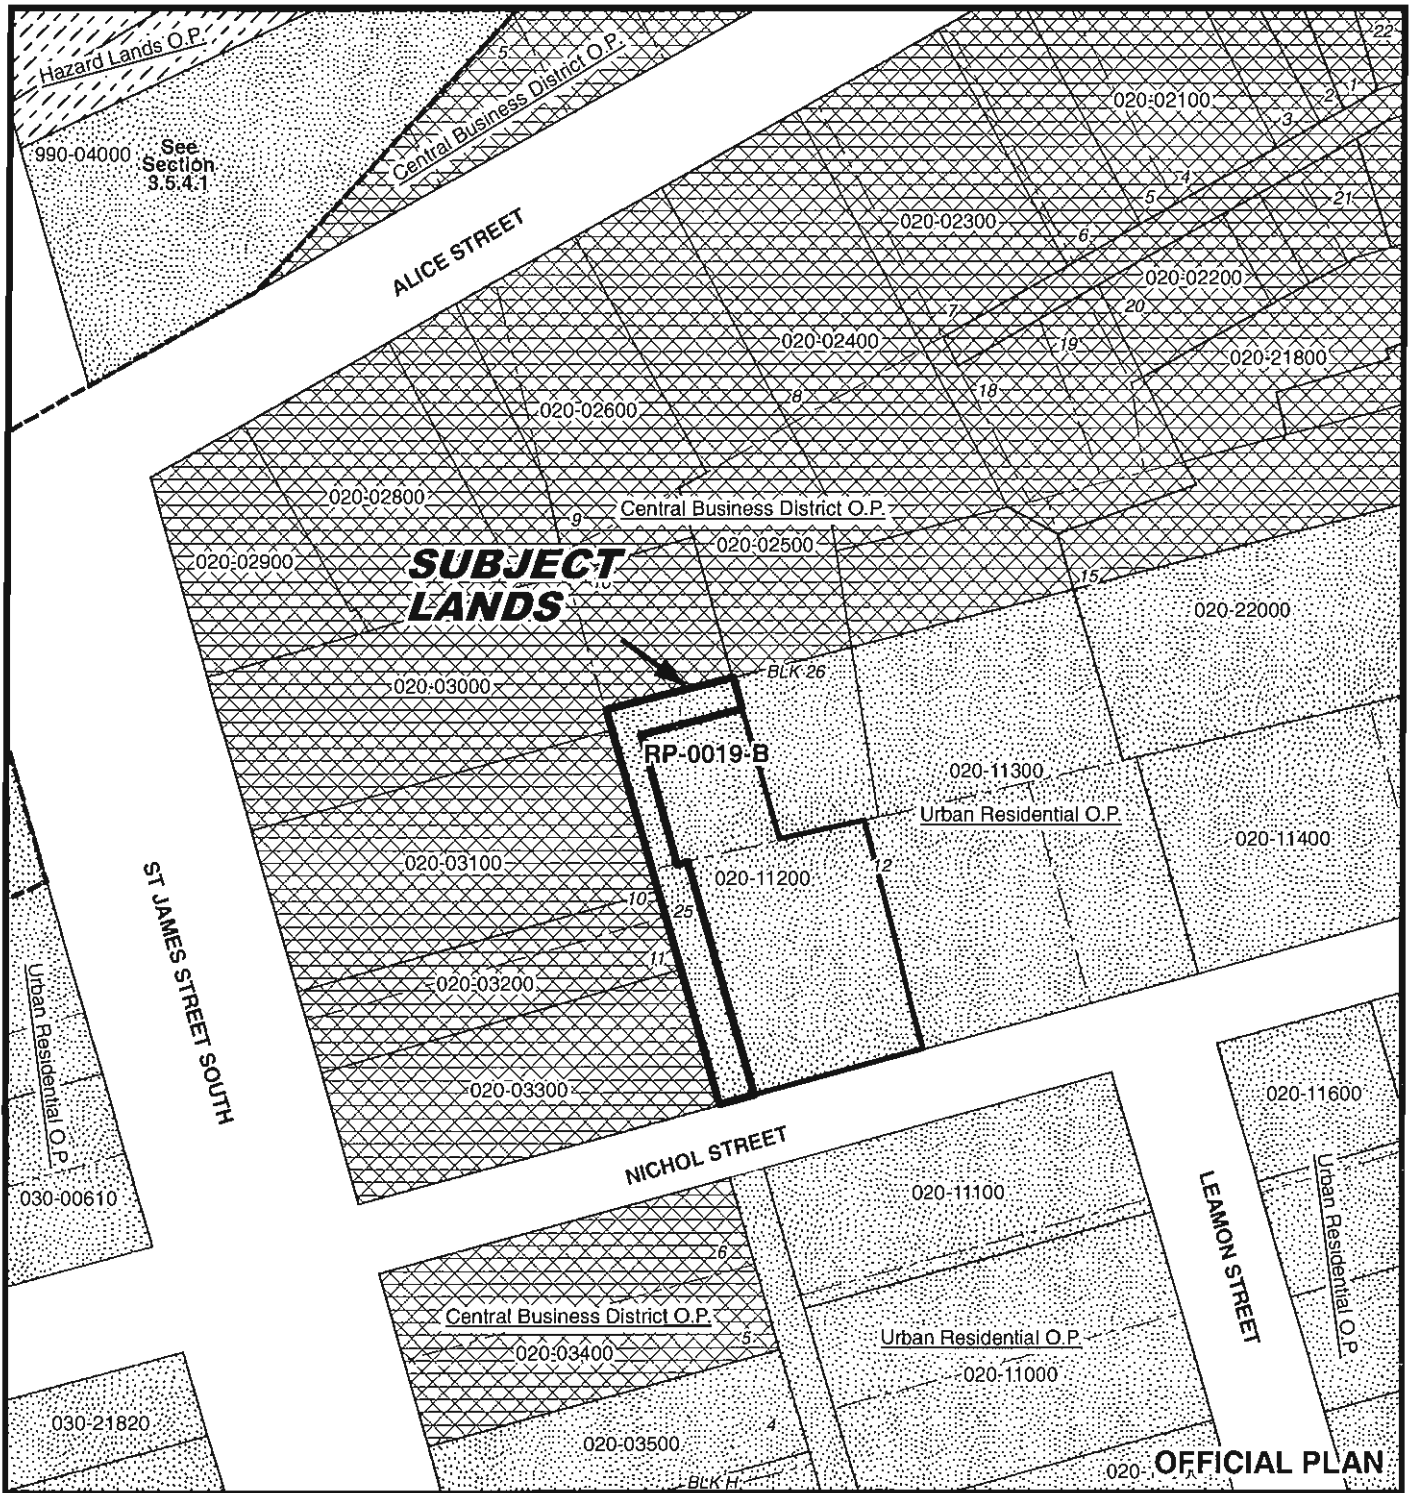 Hazard Lands O.P.
5
Central Business District O.P.
22
1
2
3
020-02100
990-04000
See
Section
3.5.4.1
4
5
21
ALICE STREET
020-02300
6
020-02200
20
7
020-02400
19
020-21800
18
8
020-02600
020-02800
9
Central Business District O.P.
020-02500
020-02900
SUBJECT
LANDS
15
020-22000
BLK 26
020-03000
RP-0019-B
020-11300
Urban Residential O.P.
020-11400
020-03100
12
020-11200
10
25
ST JAMES STREET SOUTH
11
020-03200
Urban Residential O.P.
020-03300
020-11600
NICHOL STREET
030-00610
020-11100
LEAMON STREET
Urban Residential O.P.
6
Central Business District O.P.
5
Urban Residential O.P.
020-03400
020-11000
030-21820
4
020-03500
BLK H
020-
OFFICIAL PLAN